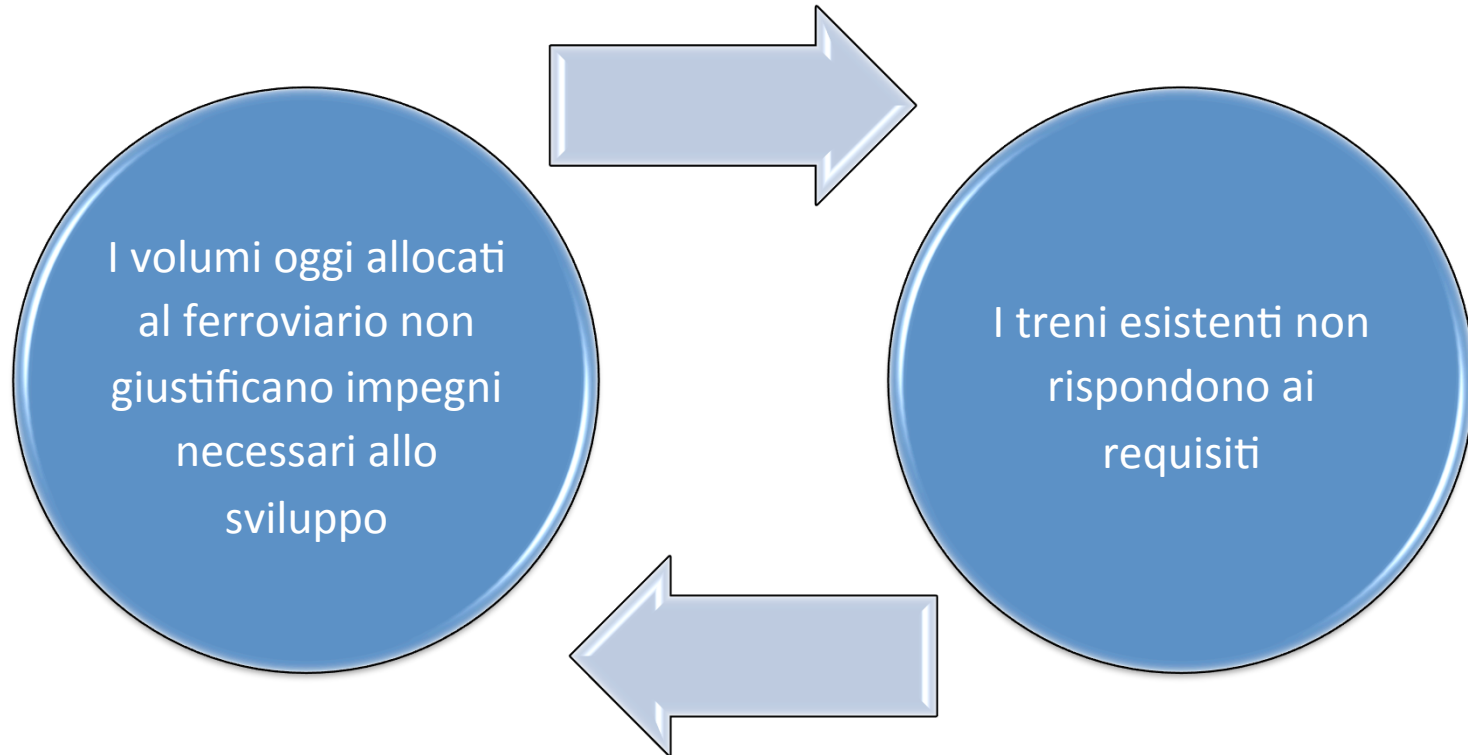 I volumi oggi allocati
al ferroviario non
giustificano impegni
necessari allo
sviluppo
I treni esistenti non
rispondono ai
requisiti